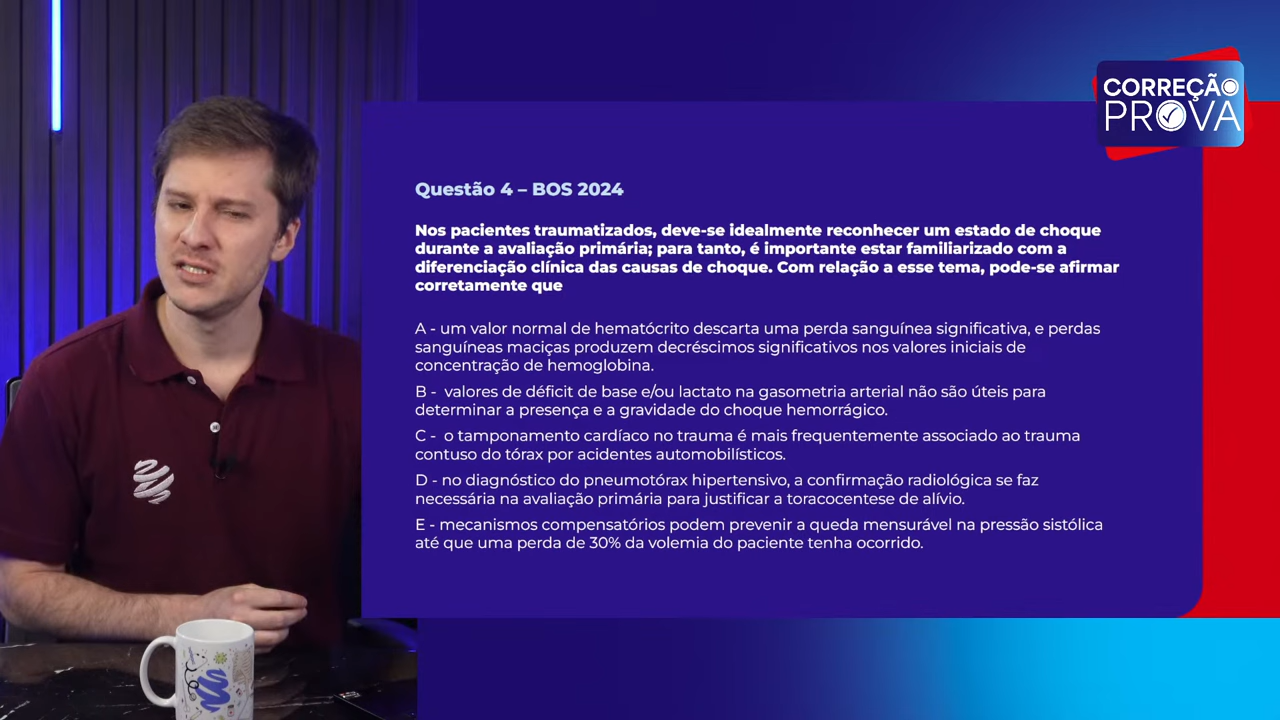 CORREÇÃO
PROVA
Questão 4 – BOS 2024
Nos pacientes traumatizados, deve-se idealmente reconhecer um estado de choque
durante a avaliação primária; para tanto, é importante estar familiarizado com a
diferenciação clínica das causas de choque. Com relação a esse tema, pode-se afirmar
corretamente que
A - um valor normal de hematócrito descarta uma perda sanguínea significativa, e perdas
sanguíneas maciças produzem decréscimos significativos nos valores iniciais de
concentração de hemoglobina.
B -  valores de déficit de base e/ou lactato na gasometria arterial não são úteis para
determinar a presença e a gravidade do choque hemorrágico.
C -  o tamponamento cardíaco no trauma é mais frequentemente associado ao trauma
contuso do tórax por acidentes automobilísticos.
D - no diagnóstico do pneumotórax hipertensivo, a confirmação radiológica se faz
necessária na avaliação primária para justificar a toracocentese de alívio.
E - mecanismos compensatórios podem prevenir a queda mensurável na pressão sistólica
até que uma perda de 30% da volemia do paciente tenha ocorrido.